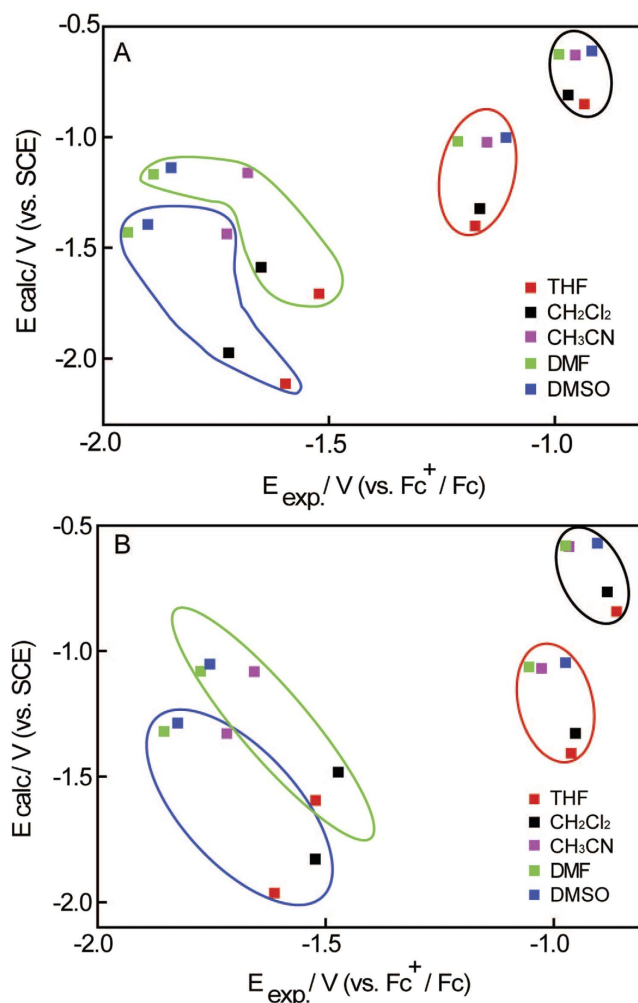 A
-0.5
-1.0
-1.5
-2.0
E calc/ V (vs. SCE)
THF
CH₂Cl₂
CH₃CN
DMF
DMSO
-2.0 -1.5 -1.0
E exp./ V (vs. Fc⁺/ Fc)
B
-0.5
-1.0
-1.5
-2.0
E calc/ V (vs. SCE)
THF
CH₂Cl₂
CH₃CN
DMF
DMSO
-2.0 -1.5 -1.0
E exp./ V (vs. Fc⁺/ Fc)